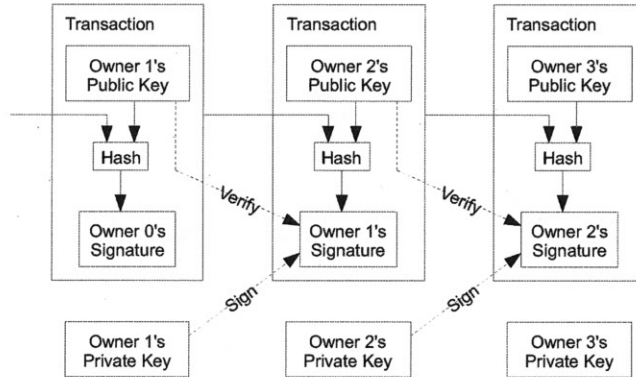 Transaction
Transaction
Transaction
Owner 1's
Public Key
Owner 2's
Public Key
Owner 3's
Public Key
Hash
Hash
Hash
Verify
Verify
Owner 0's
Signature
Owner 1's
Signature
Owner 2's
Signature
Sign
Sign
Owner 1's
Private Key
Owner 2's
Private Key
Owner 3's
Private Key